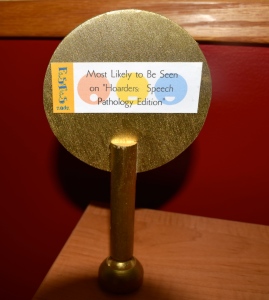 Most Likely to Be Seen
on "Hoarders: Speech
Pathology Edition"